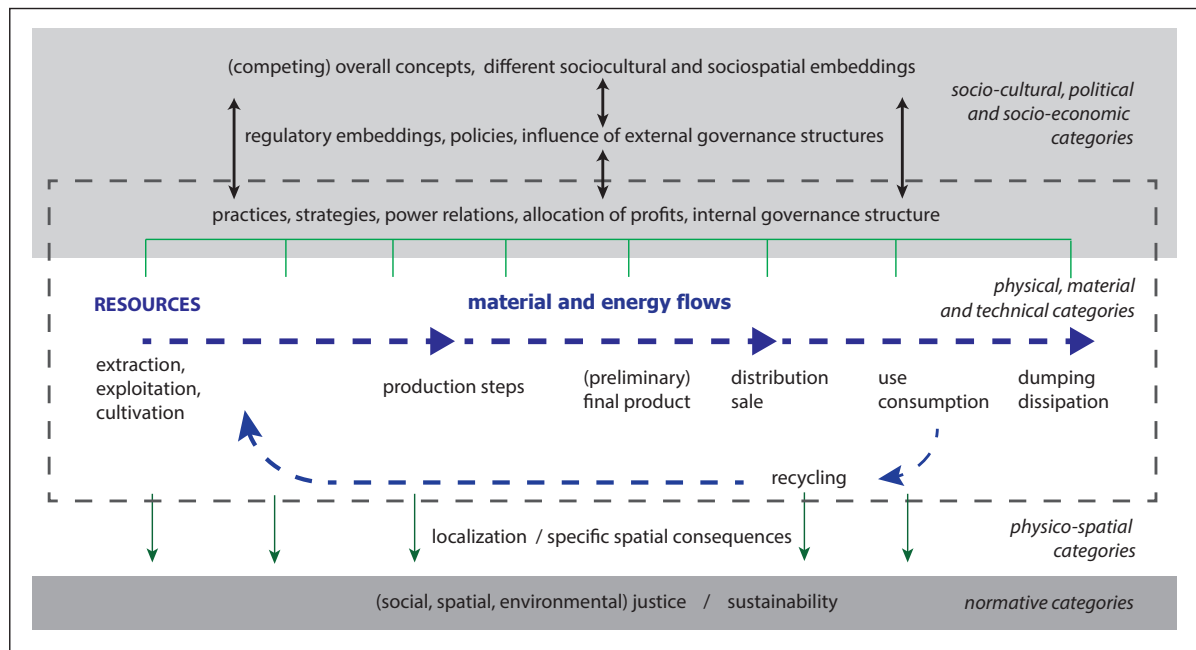 (competing) overall concepts, different sociocultural and sociospatial embeddings
socio-cultural, political
and socio-economic
categories
regulatory embeddings, policies, influence of external governance structures
practices, strategies, power relations, allocation of profits, internal governance structure
physical, material
and technical categories
RESOURCES
material and energy flows
extraction,
exploitation,
cultivation
production steps
(preliminary)
final product
distribution
sale
use
consumption
dumping
dissipation
recycling
localization / specific spatial consequences
physico-spatial
categories
(social, spatial, environmental) justice / sustainability
normative categories